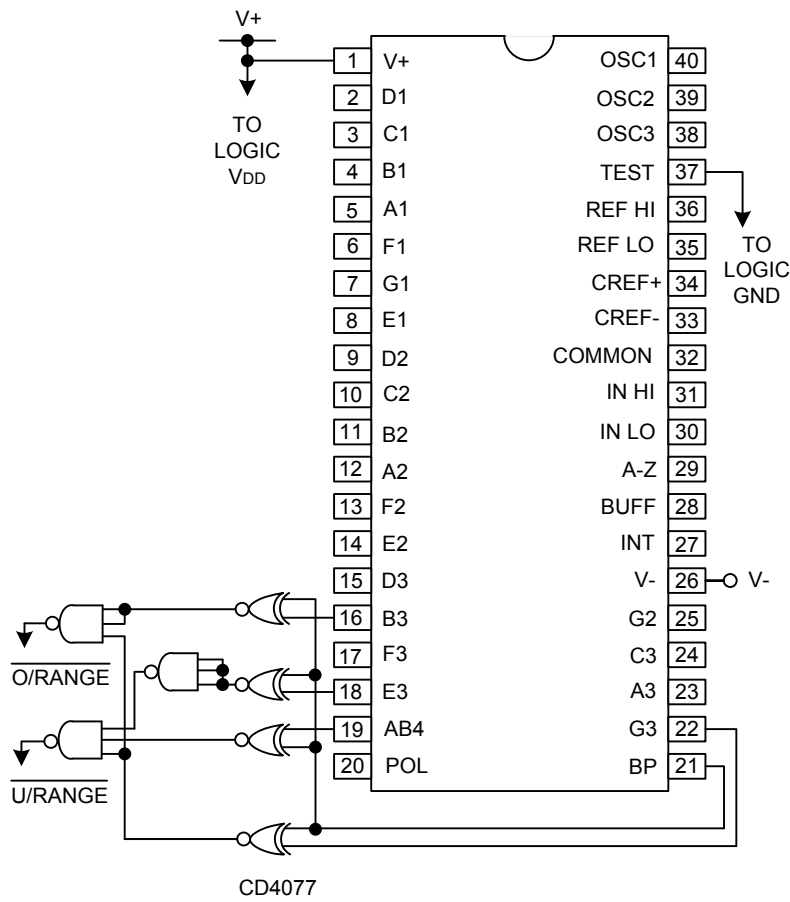 V+
TO
LOGIC
VDD
1 V+
2 D1
3 C1
4 B1
5 A1
6 F1
7 G1
8 E1
9 D2
10 C2
11 B2
12 A2
13 F2
14 E2
15 D3
16 B3
17 F3
18 E3
19 AB4
20 POL
OSC1 40
OSC2 39
OSC3 38
TEST 37
REF HI 36
REF LO 35
CREF+ 34
CREF- 33
COMMON 32
IN HI 31
IN LO 30
A-Z 29
BUFF 28
INT 27
V- 26
G2 25
C3 24
A3 23
G3 22
BP 21
TO
LOGIC
GND
V-
O/RANGE
U/RANGE
CD4077